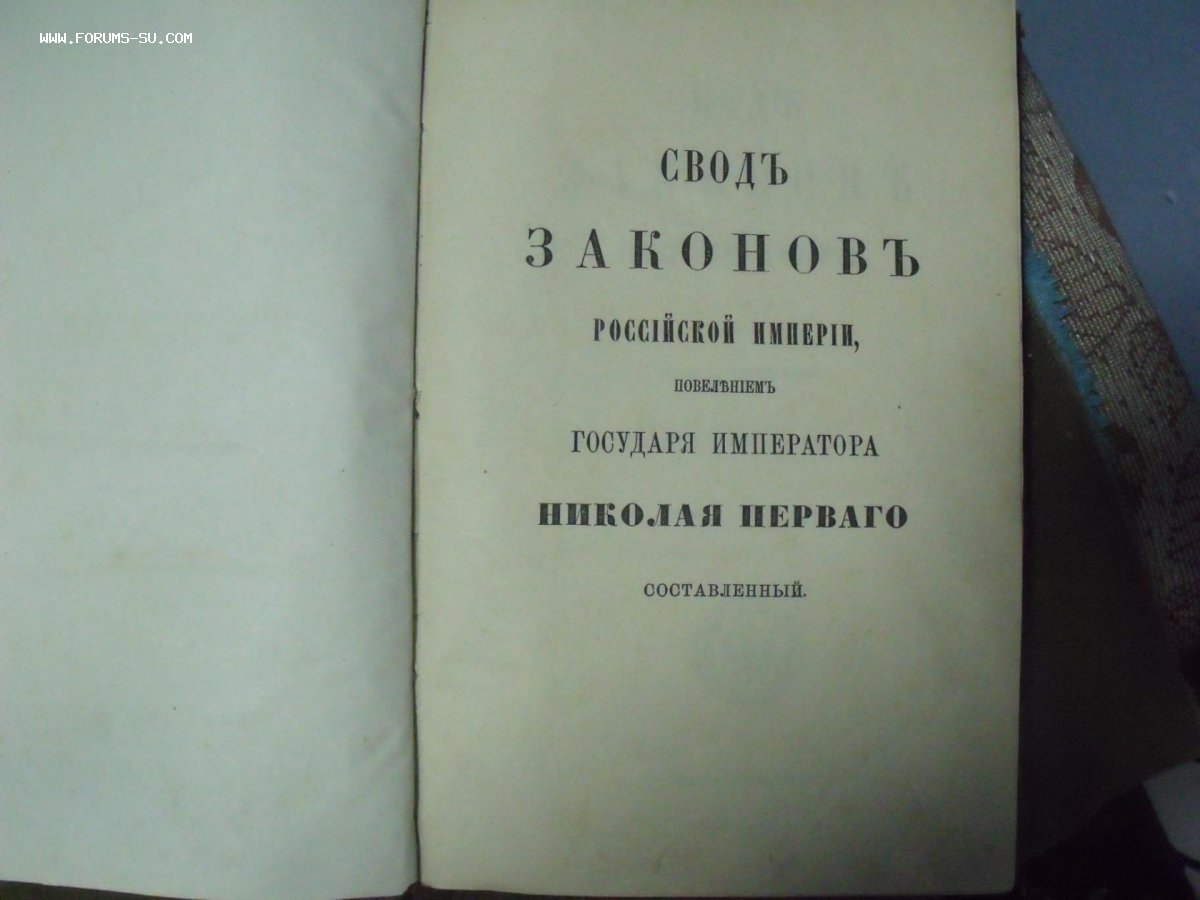 WWW.FORUMS-SU.COM
СВОДЪ
ЗАКОНОВЪ
РОССІЙСКОЙ ИМПЕРІИ,
ПОВЕЛѢНІЕМЪ
ГОСУДАРЯ ИМПЕРАТОРА
НИКОЛАЯ ПЕРВАГО
СОСТАВЛЕННЫЙ.